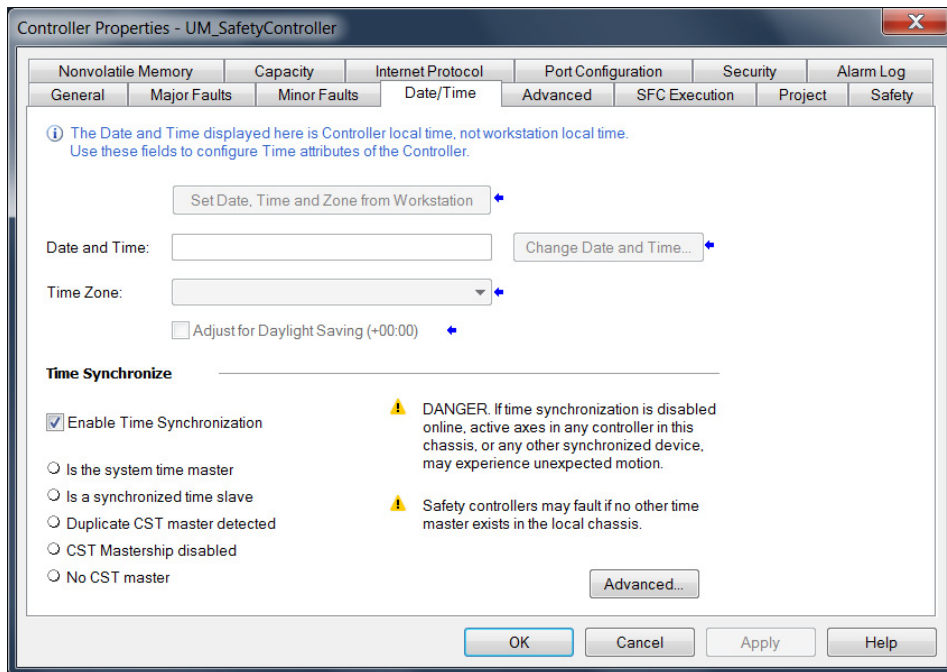 Controller Properties - UM_SafetyController
X
Nonvolatile Memory Capacity Internet Protocol Port Configuration Security Alarm Log
General Major Faults Minor Faults Date/Time Advanced SFC Execution Project Safety
The Date and Time displayed here is Controller local time, not workstation local time.
Use these fields to configure Time attributes of the Controller.
Set Date, Time and Zone from Workstation
Date and Time: Change Date and Time...
Time Zone:
Adjust for Daylight Saving (+00:00)
Time Synchronize
Enable Time Synchronization
Is the system time master
Is a synchronized time slave
Duplicate CST master detected
CST Mastership disabled
No CST master
DANGER. If time synchronization is disabled
online, active axes in any controller in this
chassis, or any other synchronized device,
may experience unexpected motion.
Safety controllers may fault if no other time
master exists in the local chassis.
Advanced...
OK Cancel Apply Help